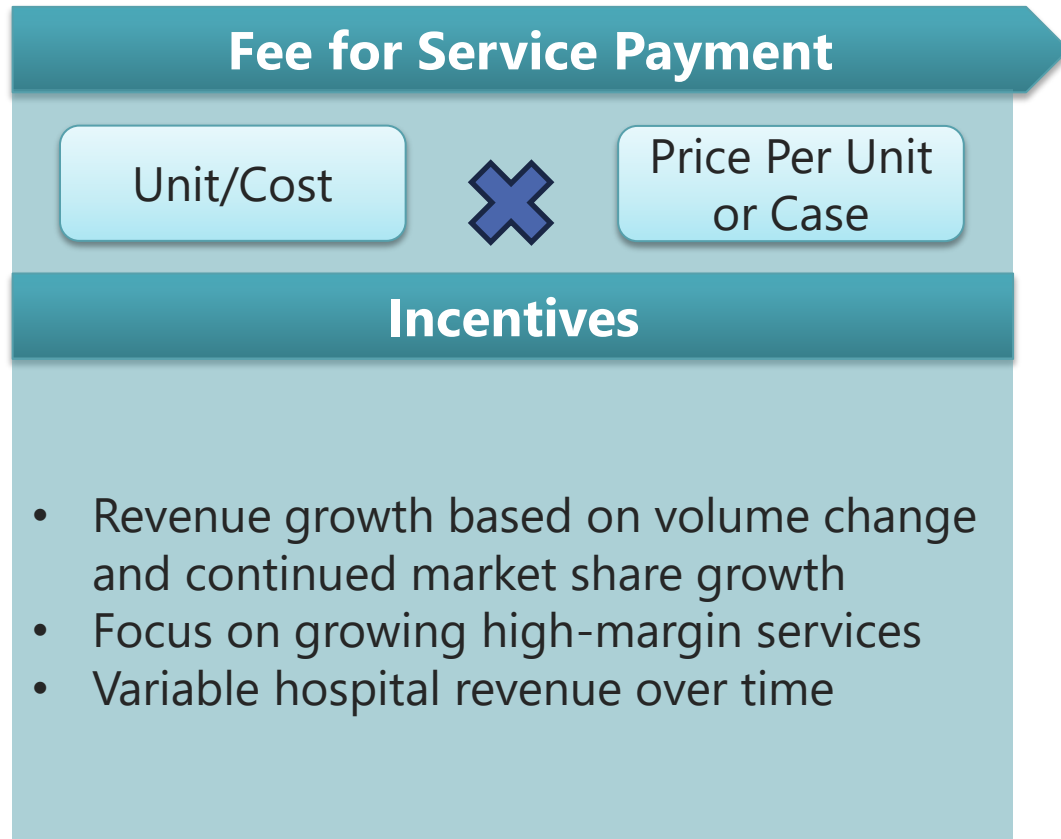 Fee for Service Payment
Unit/Cost
Price Per Unit
or Case
Incentives
• Revenue growth based on volume change
and continued market share growth
• Focus on growing high-margin services
• Variable hospital revenue over time